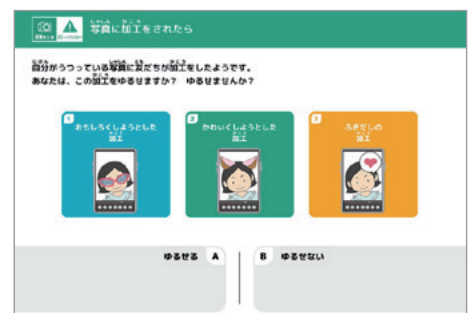 写真に加工をされたら
自分がうつっている写真に友だちが加工をしたようです。
あなたは、この加工をゆるせますか？　ゆるせませんか？
1
おもしろくしようとした
加工
2
かわいくしようとした
加工
3
ふきだしの
加工
ゆるせる A
B ゆるせない